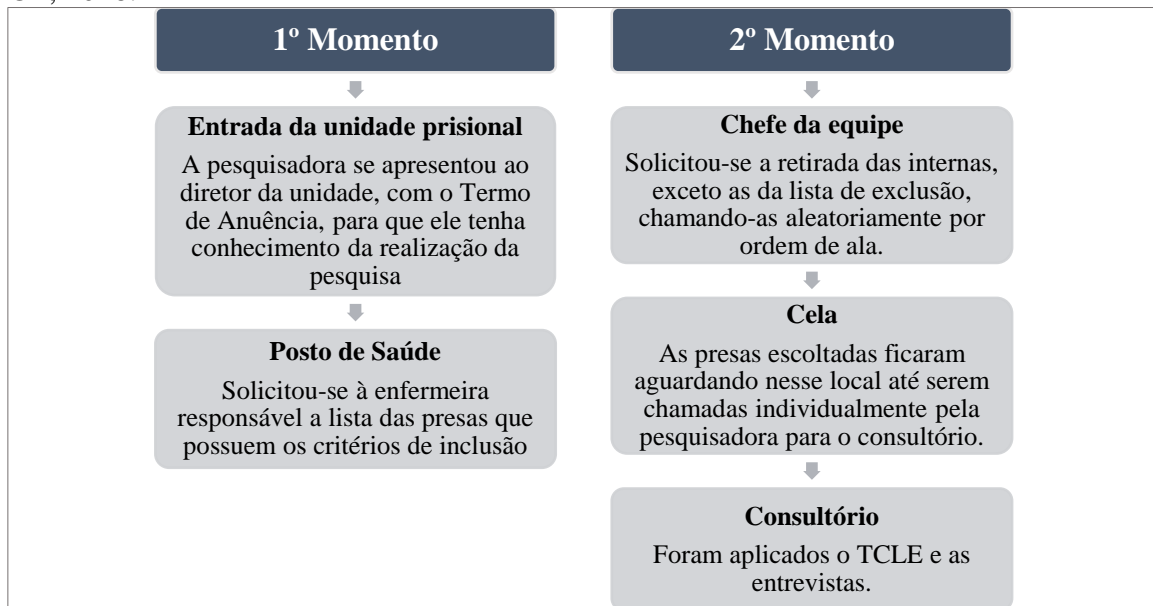 1º Momento
Entrada da unidade prisional
A pesquisadora se apresentou ao
diretor da unidade, com o Termo
de Anuência, para que ele tenha
conhecimento da realização da
pesquisa
Posto de Saúde
Solicitou-se à enfermeira
responsável a lista das presas que
possuem os critérios de inclusão
2º Momento
Chefe da equipe
Solicitou-se a retirada das internas,
exceto as da lista de exclusão,
chamando-as aleatoriamente por
ordem de ala.
Cela
As presas escoltadas ficaram
aguardando nesse local até serem
chamadas individualmente pela
pesquisadora para o consultório.
Consultório
Foram aplicados o TCLE e as
entrevistas.